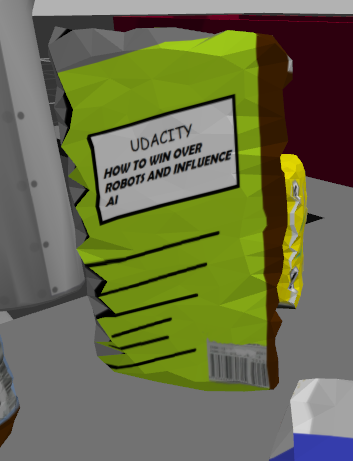 UDACITY
HOW TO WIN OVER
ROBOTS AND INFLUENCE
AI